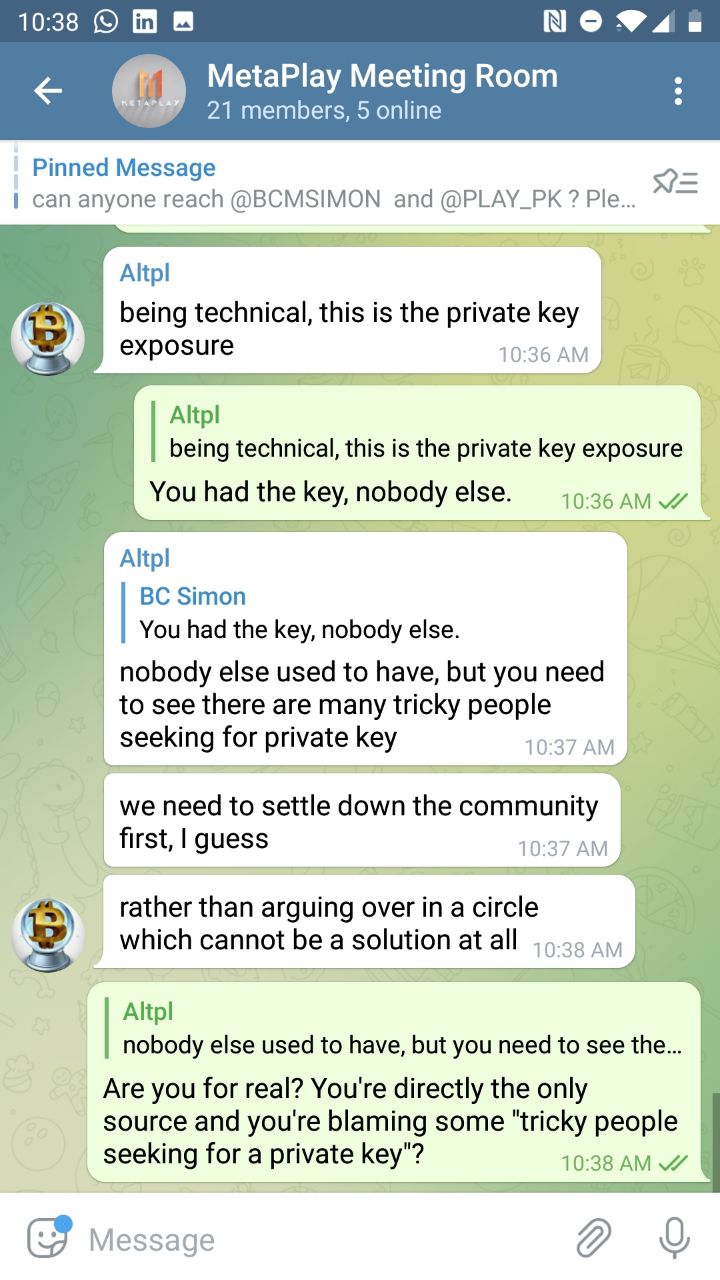 10:38
MetaPlay Meeting Room
METAPLAY
21 members, 5 online
Pinned Message
can anyone reach @BCMSIMON and @PLAY_PK ? Ple...
Altpl
being technical, this is the private key
exposure
10:36 AM
Altpl
being technical, this is the private key exposure
You had the key, nobody else.
10:36 AM
Altpl
BC Simon
You had the key, nobody else.
nobody else used to have, but you need
to see there are many tricky people
seeking for private key
10:37 AM
we need to settle down the community
first, I guess
10:37 AM
rather than arguing over in a circle
which cannot be a solution at all
10:38 AM
Altpl
nobody else used to have, but you need to see the...
Are you for real? You're directly the only
source and you're blaming some "tricky people
seeking for a private key"?
10:38 AM
Message